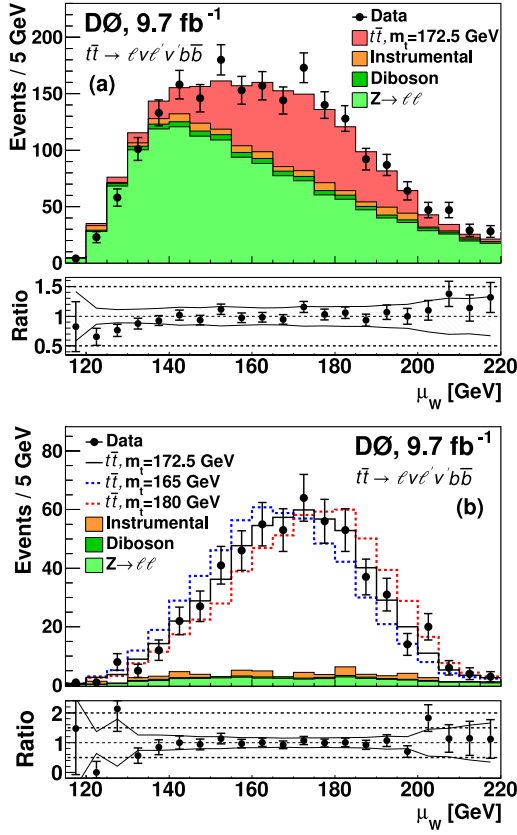 DØ, 9.7 fb⁻¹
tt̄ → ℓνℓ′ν′bb̄
(a)
Data
tt̄, mₜ=172.5 GeV
Instrumental
Diboson
Z→ℓℓ
Events / 5 GeV
200
150
100
50
0
Ratio
1.5
1.0
0.5
120 140 160 180 200 220
μ_W [GeV]
Data
tt̄, mₜ=172.5 GeV
tt̄, mₜ=165 GeV
tt̄, mₜ=180 GeV
Instrumental
Diboson
Z→ℓℓ
DØ, 9.7 fb⁻¹
tt̄ → ℓνℓ′ν′bb̄
(b)
Events / 5 GeV
80
60
40
20
0
Ratio
2
1
0
120 140 160 180 200 220
μ_W [GeV]